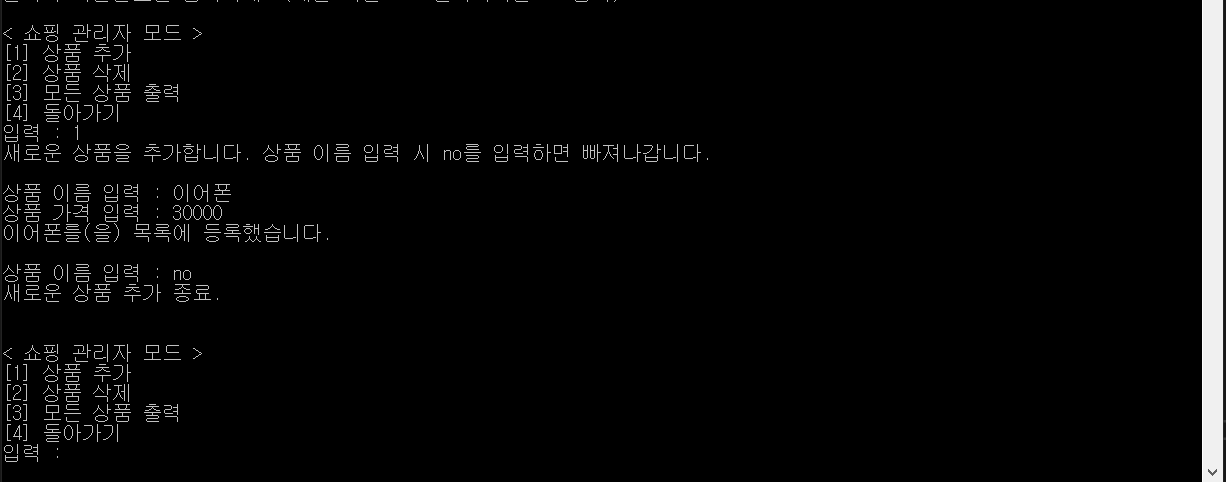 < 쇼핑 관리자 모드 >
[1] 상품 추가
[2] 상품 삭제
[3] 모든 상품 출력
[4] 돌아가기
입력 : 1
새로운 상품을 추가합니다. 상품 이름 입력 시 no를 입력하면 빠져나갑니다.
상품 이름 입력 : 이어폰
상품 가격 입력 : 30000
이어폰를(을) 목록에 등록했습니다.
상품 이름 입력 : no
새로운 상품 추가 종료.
< 쇼핑 관리자 모드 >
[1] 상품 추가
[2] 상품 삭제
[3] 모든 상품 출력
[4] 돌아가기
입력 :